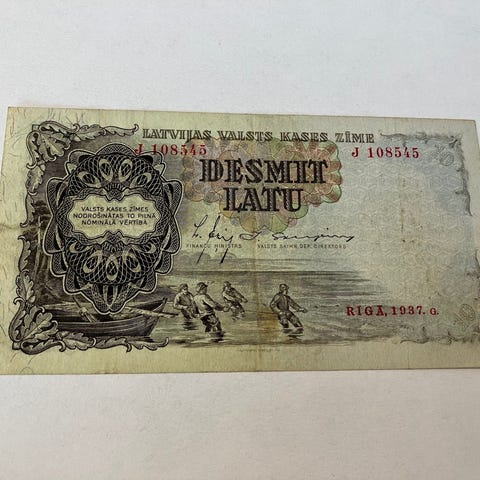 LATVIJAS VALSTS KASES ZĪME
J 108545 J 108545
DESMIT
LATU
VALSTS KASES ZĪMES
NODROŠINĀTAS TO PILNĀ
NOMINĀLĀ VĒRTĪBĀ
FINANČU MINISTRS VALSTS SAIMN. DEP. DIREKTORS
RĪGĀ, 1937. G.